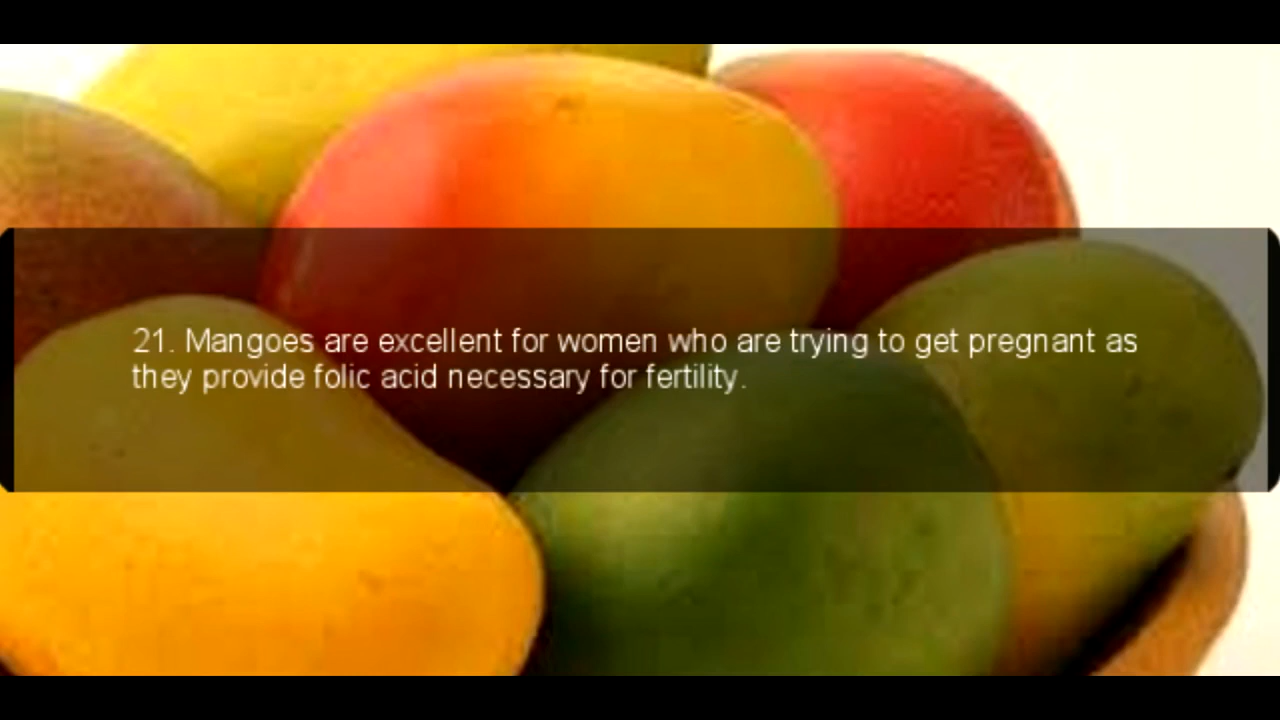 21. Mangoes are excellent for women who are trying to get pregnant as
they provide folic acid necessary for fertility.